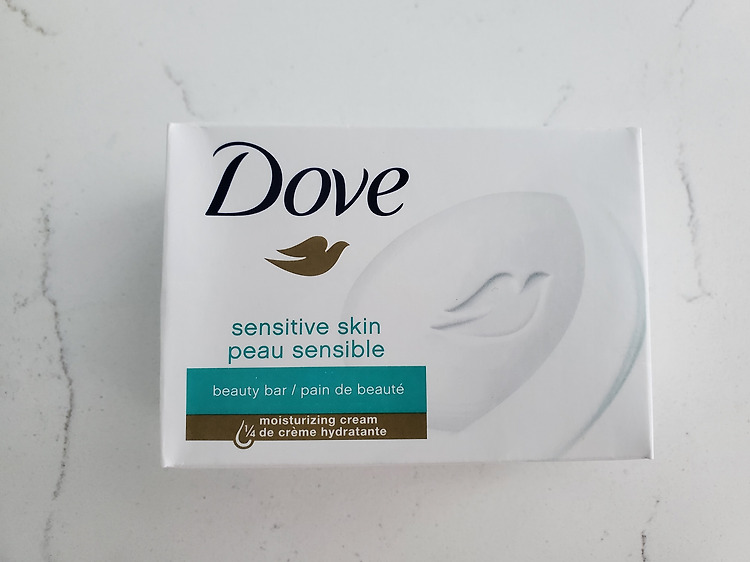 Dove
sensitive skin
peau sensible
beauty bar / pain de beauté
1/4 moisturizing cream
de crème hydratante